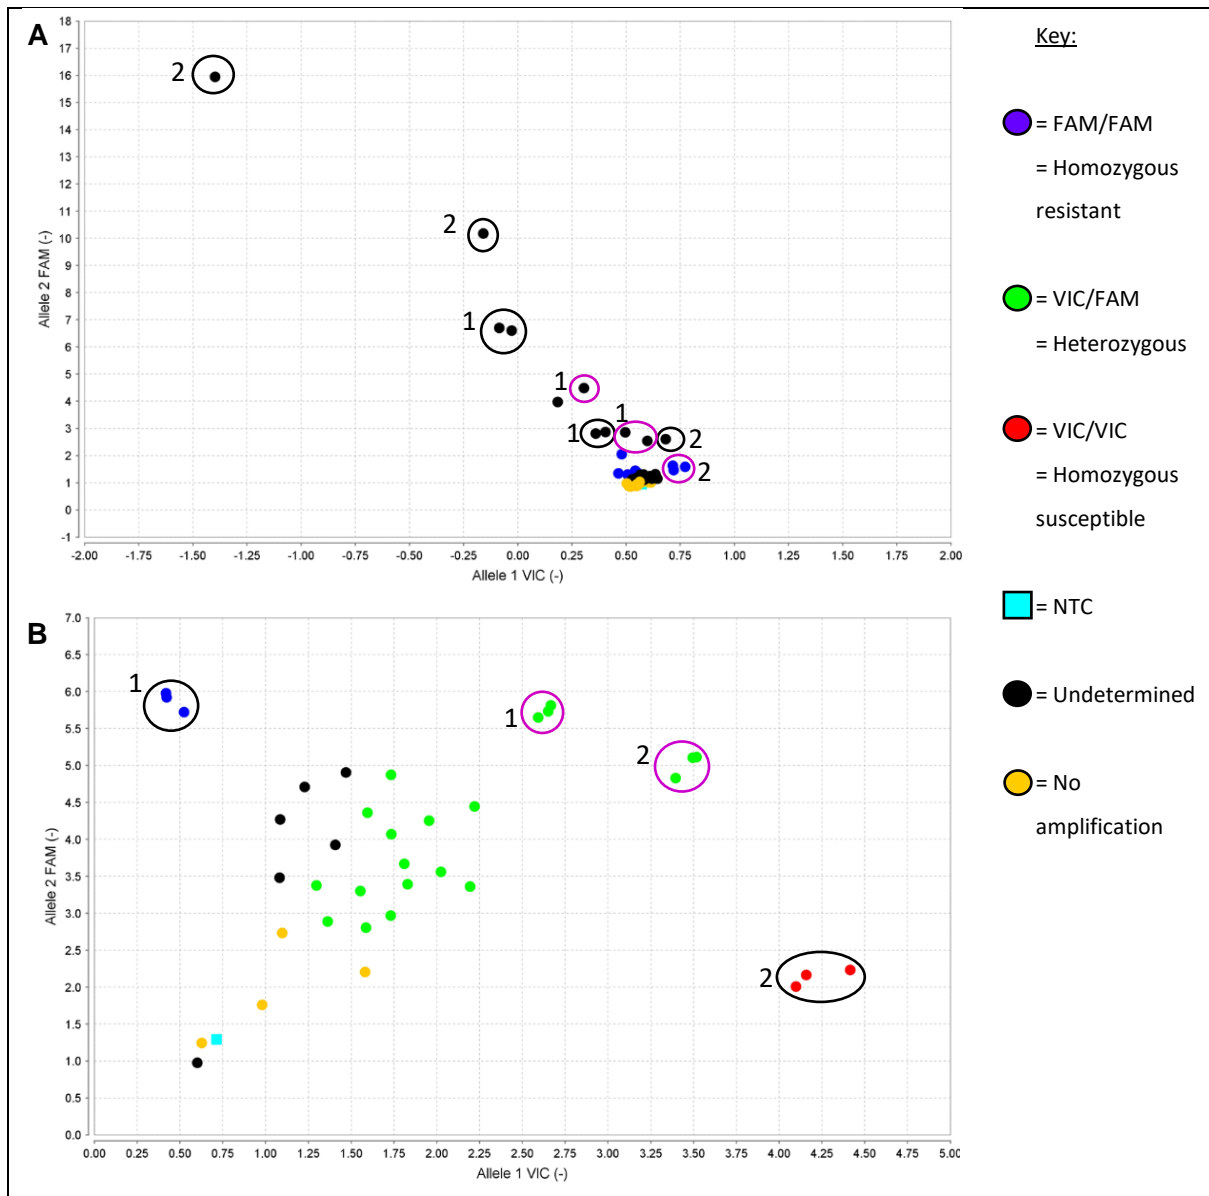 A
18
17
16
15
14
13
12
11
10
9
8
7
6
5
4
3
2
1
0
-1
Allele 2 FAM (-)
2
2
1
1
1
1
2
2
-2.00 -1.75 -1.50 -1.25 -1.00 -0.75 -0.50 -0.25 0.00 0.25 0.50 0.75 1.00 1.25 1.50 1.75 2.00
Allele 1 VIC (-)
B
7.0
6.5
6.0
5.5
5.0
4.5
4.0
3.5
3.0
2.5
2.0
1.5
1.0
0.5
0.0
Allele 2 FAM (-)
1
1
2
2
0.00 0.25 0.50 0.75 1.00 1.25 1.50 1.75 2.00 2.25 2.50 2.75 3.00 3.25 3.50 3.75 4.00 4.25 4.50 4.75 5.00
Allele 1 VIC (-)
Key:
= FAM/FAM
= Homozygous
resistant
= VIC/FAM
= Heterozygous
= VIC/VIC
= Homozygous
susceptible
= NTC
= Undetermined
= No
amplification